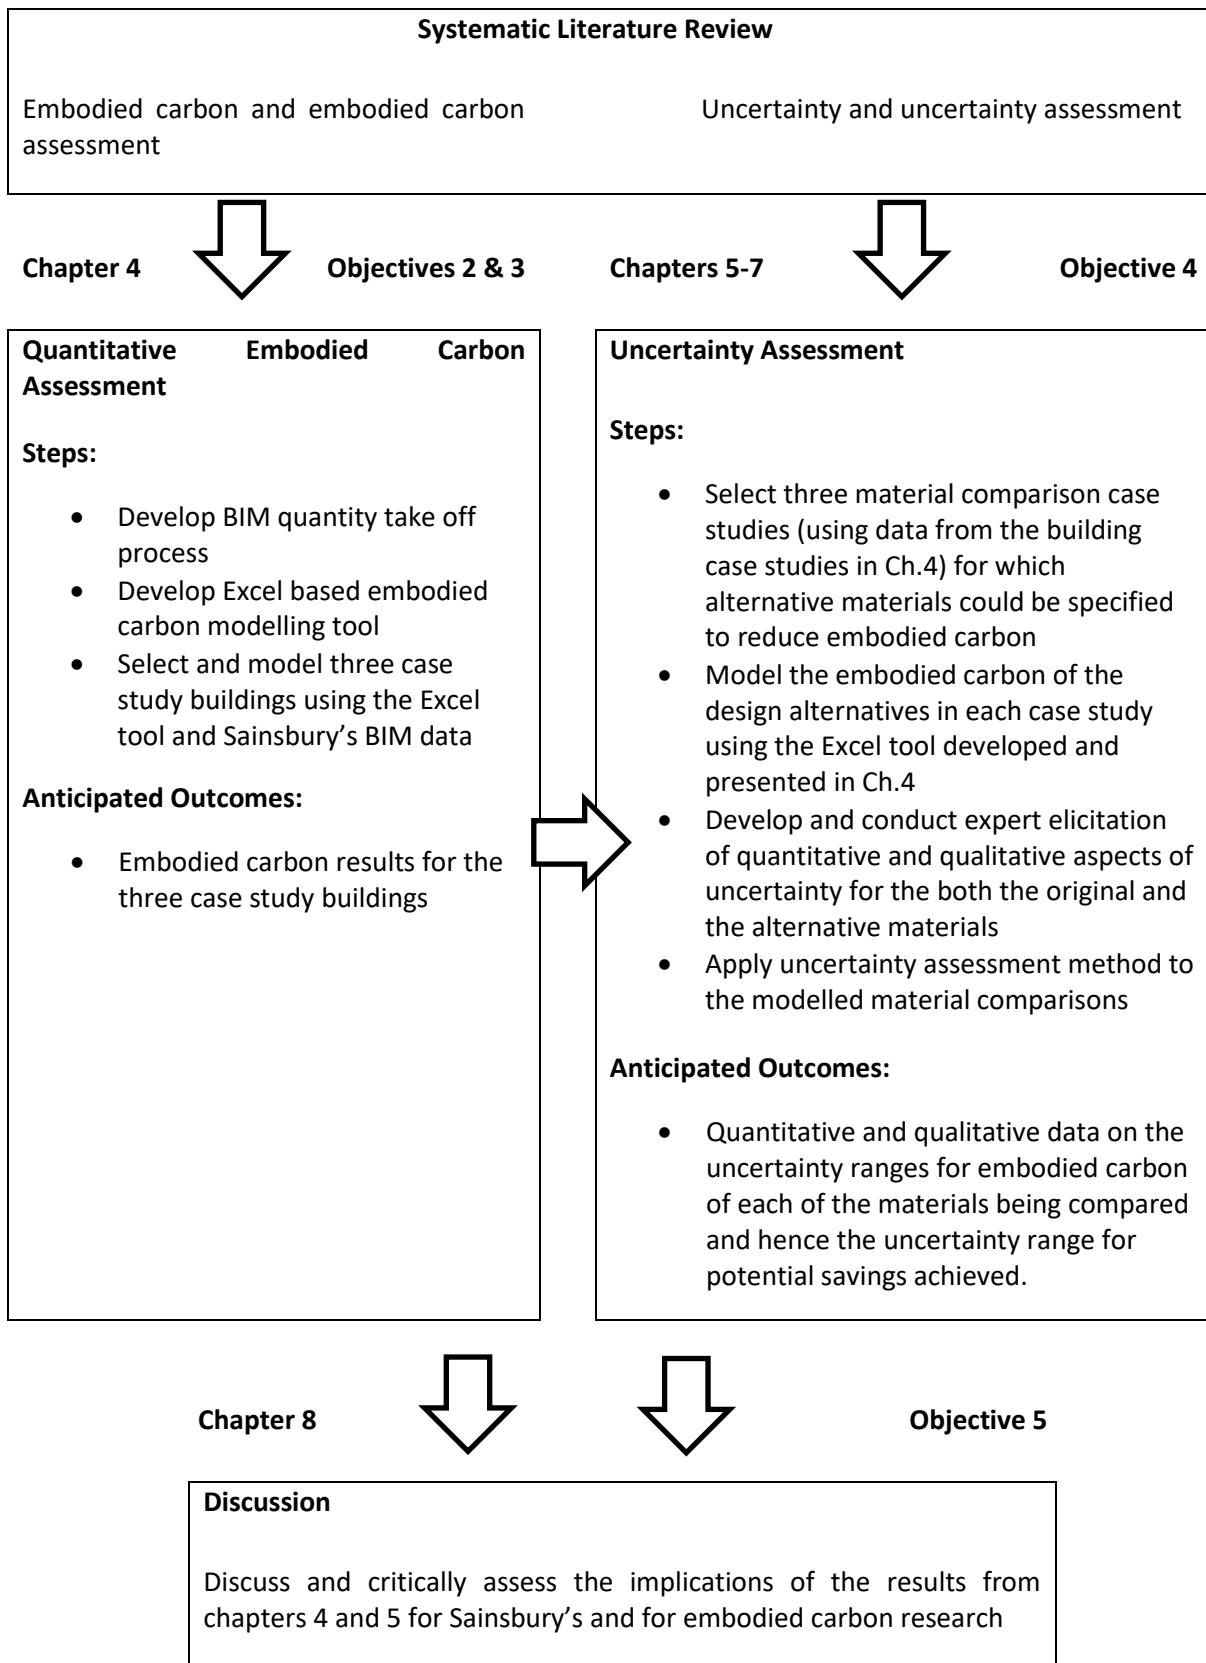 Systematic Literature Review
Embodied carbon and embodied carbon
assessment
Uncertainty and uncertainty assessment
Chapter 4
Objectives 2 & 3
Chapters 5-7
Objective 4
Quantitative Embodied Carbon
Assessment
Steps:
• Develop BIM quantity take off
process
• Develop Excel based embodied
carbon modelling tool
• Select and model three case
study buildings using the Excel
tool and Sainsbury’s BIM data
Anticipated Outcomes:
• Embodied carbon results for the
three case study buildings
Uncertainty Assessment
Steps:
• Select three material comparison case
studies (using data from the building
case studies in Ch.4) for which
alternative materials could be specified
to reduce embodied carbon
• Model the embodied carbon of the
design alternatives in each case study
using the Excel tool developed and
presented in Ch.4
• Develop and conduct expert elicitation
of quantitative and qualitative aspects of
uncertainty for the both the original and
the alternative materials
• Apply uncertainty assessment method to
the modelled material comparisons
Anticipated Outcomes:
• Quantitative and qualitative data on the
uncertainty ranges for embodied carbon
of each of the materials being compared
and hence the uncertainty range for
potential savings achieved.
Chapter 8
Objective 5
Discussion
Discuss and critically assess the implications of the results from
chapters 4 and 5 for Sainsbury’s and for embodied carbon research